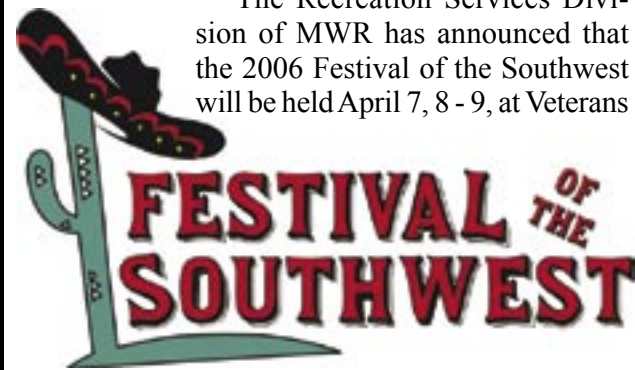 The Recreation Services Divi-
sion of MWR has announced that
the 2006 Festival of the Southwest
will be held April 7, 8 - 9, at Veterans
FESTIVAL OF THE
SOUTHWEST